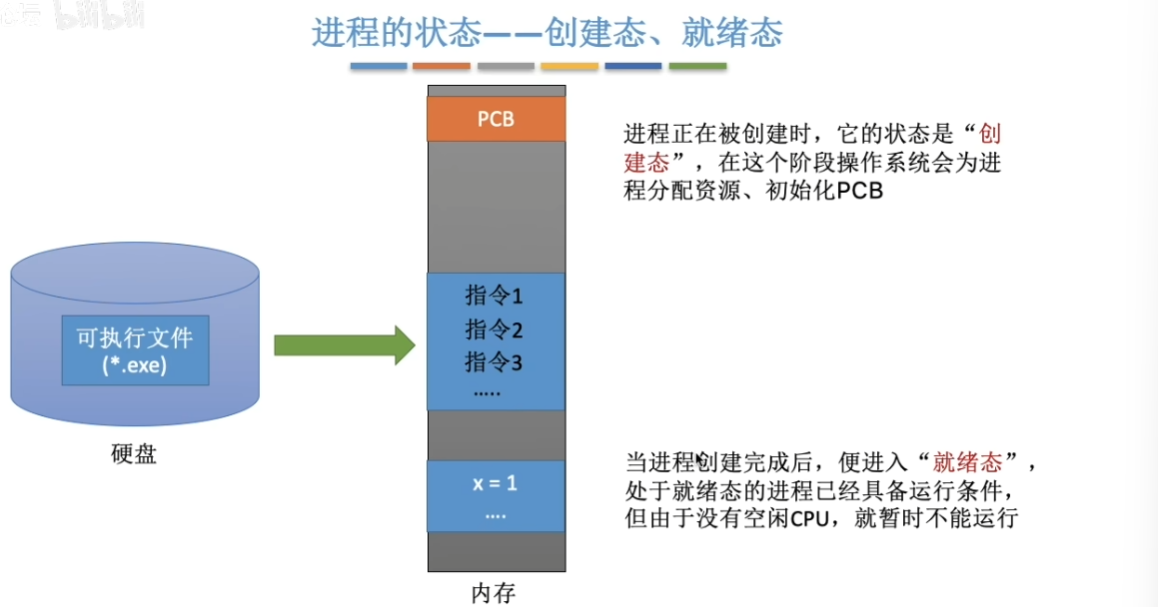 bilibili
进程的状态——创建态、就绪态
PCB
进程正在被创建时，它的状态是“创
建态”，在这个阶段操作系统会为进
程分配资源、初始化PCB
指令1
指令2
指令3
.....
可执行文件
(*.exe)
硬盘
x = 1
....
内存
当进程创建完成后，便进入“就绪态”，
处于就绪态的进程已经具备运行条件，
但由于没有空闲CPU，就暂时不能运行